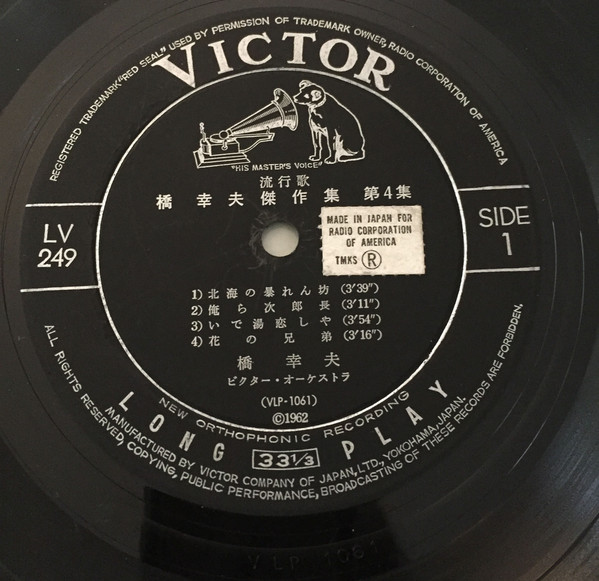 REGISTERED TRADEMARK "RED SEAL" USED BY PERMISSION OF TRADEMARK OWNER, RADIO CORPORATION OF AMERICA
VICTOR
"HIS MASTER'S VOICE"
流行歌
橋幸夫傑作集 第4集
LV
249
SIDE
1
MADE IN JAPAN FOR
RADIO CORPORATION
OF AMERICA
TMKS ®
1) 北海の暴れん坊 (3'39")
2) 俺ら次郎長 (3'11")
3) いで湯恋しや (3'54")
4) 花の兄弟 (3'16")
橋幸夫
ビクター・オーケストラ
(VLP-1061)
©1962
NEW ORTHOPHONIC RECORDING
LONG 33 1/3 PLAY
MANUFACTURED BY VICTOR COMPANY OF JAPAN, LTD., YOKOHAMA, JAPAN.
ALL RIGHTS RESERVED, COPYING, PUBLIC PERFORMANCE, BROADCASTING OF THESE RECORDS ARE FORBIDDEN.
VLP 1061